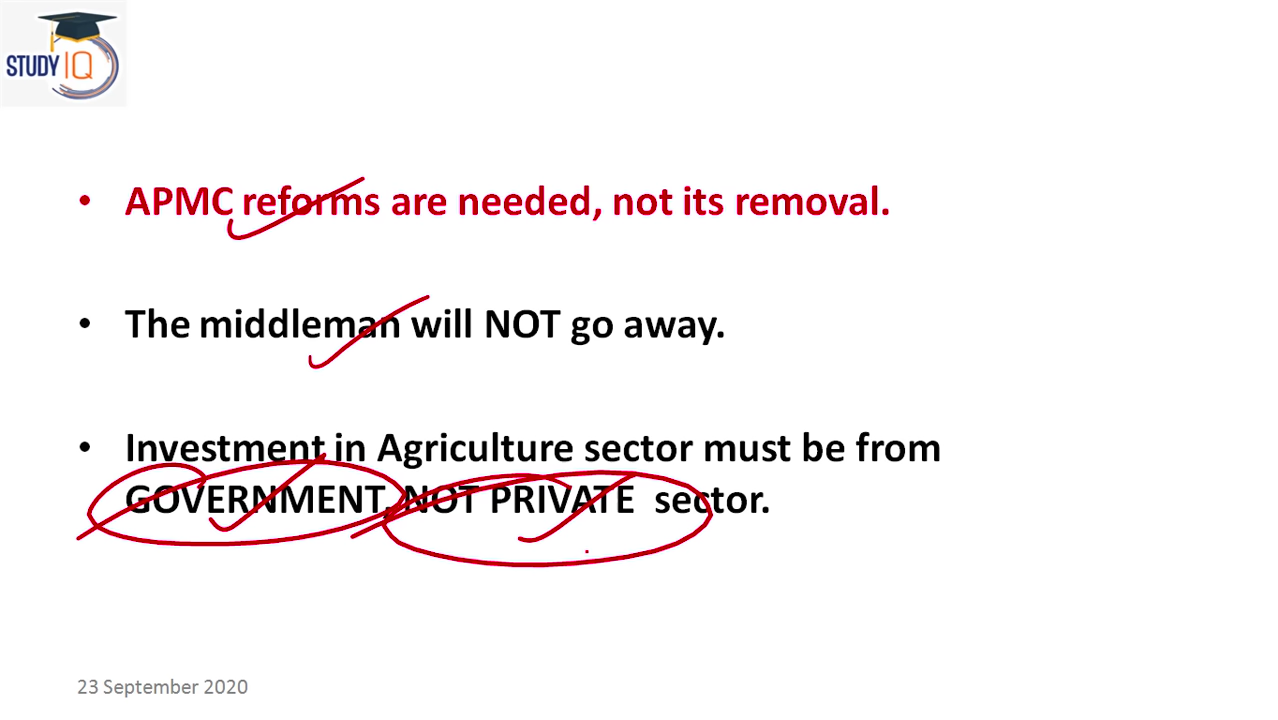 STUDY IQ
• APMC reforms are needed, not its removal.
• The middleman will NOT go away.
• Investment in Agriculture sector must be from
GOVERNMENT, NOT PRIVATE sector.
23 September 2020